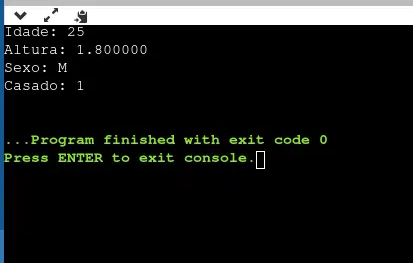 Idade: 25
Altura: 1.800000
Sexo: M
Casado: 1
...Program finished with exit code 0
Press ENTER to exit console.